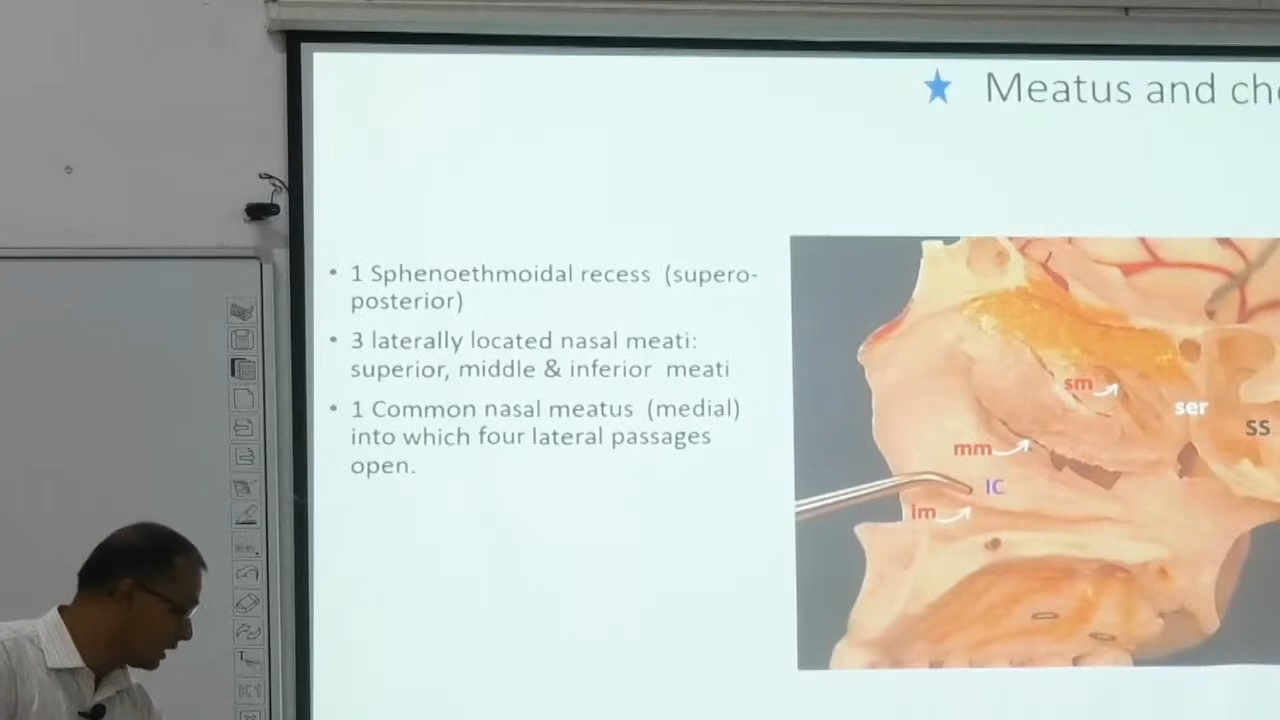 ★ Meatus and ch
• 1 Sphenoethmoidal recess (supero-
posterior)
• 3 laterally located nasal meati:
superior, middle & inferior meati
• 1 Common nasal meatus (medial)
into which four lateral passages
open.
sm
ser
SS
mm
IC
im
K1